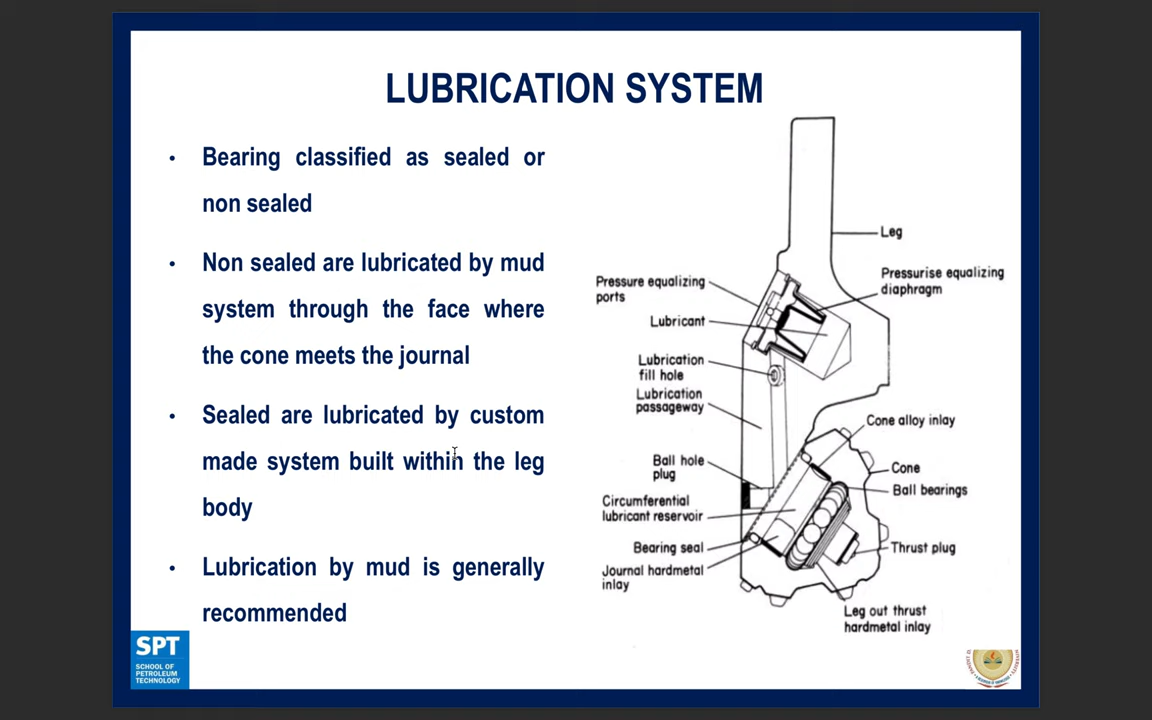 LUBRICATION SYSTEM
• Bearing classified as sealed or
non sealed
• Non sealed are lubricated by mud
system through the face where
the cone meets the journal
• Sealed are lubricated by custom
made system built within the leg
body
• Lubrication by mud is generally
recommended
Leg
Pressurise equalizing
diaphragm
Pressure equalizing
ports
Lubricant
Lubrication
fill hole
Lubrication
passageway
Cone alloy inlay
Ball hole
plug
Cone
Ball bearings
Circumferential
lubricant reservoir
Bearing seal
Thrust plug
Journal hardmetal
inlay
Leg out thrust
hardmetal inlay
SPT
SCHOOL OF
PETROLEUM
TECHNOLOGY